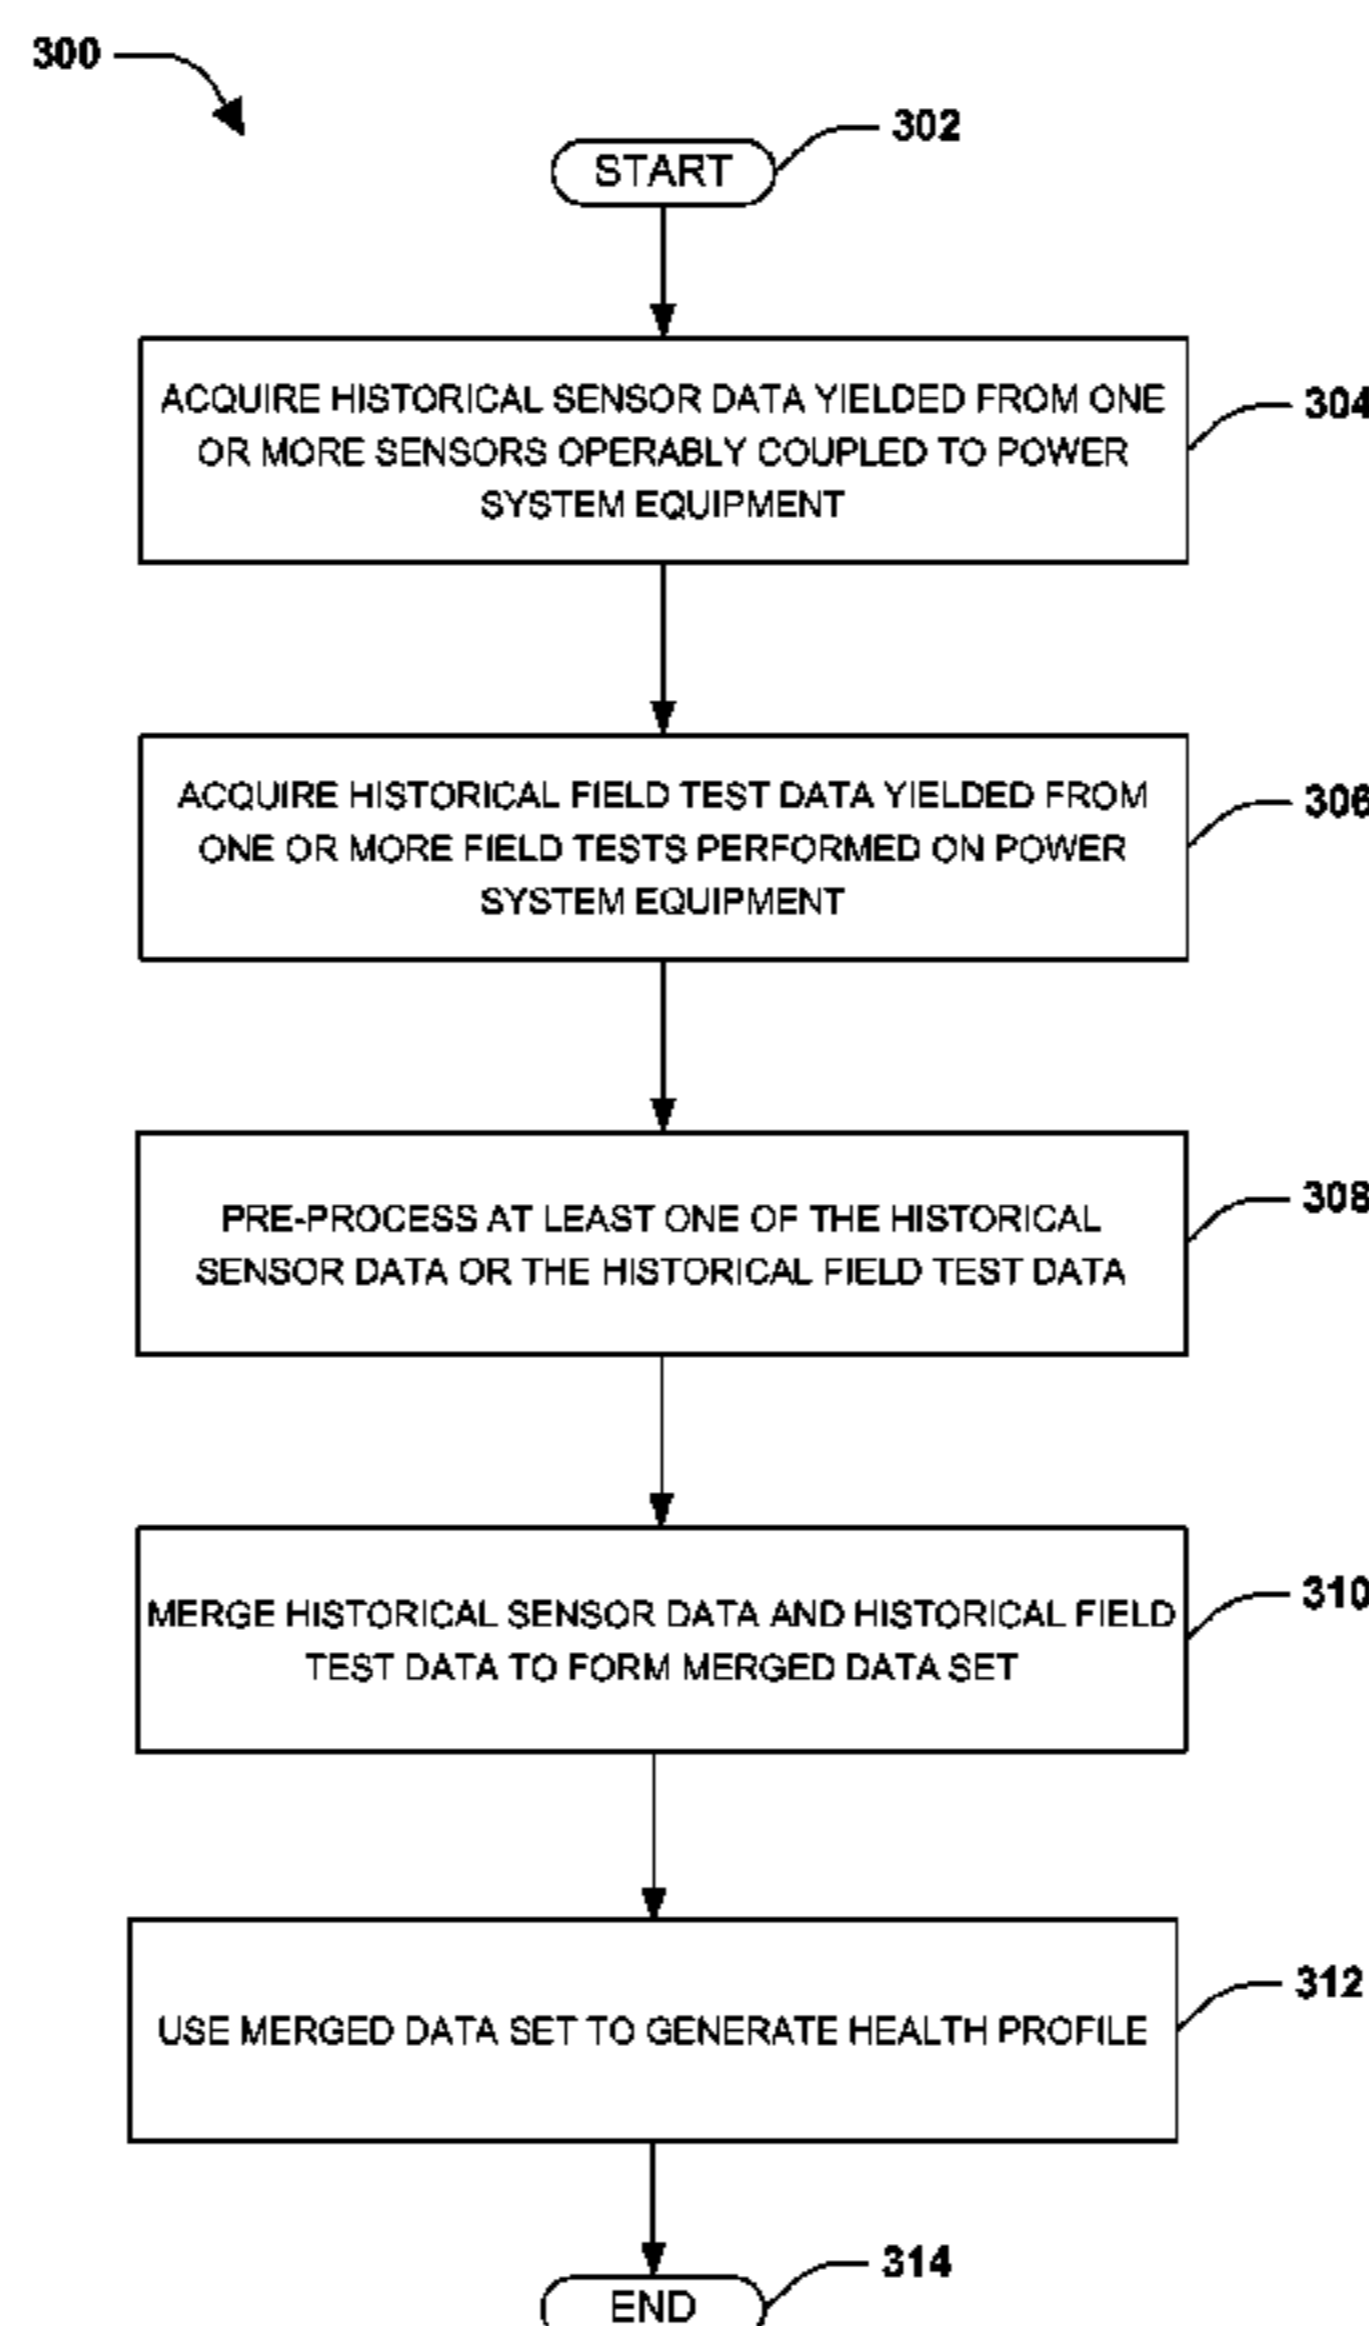 300
302
START
ACQUIRE HISTORICAL SENSOR DATA YIELDED FROM ONE
OR MORE SENSORS OPERABLY COUPLED TO POWER
SYSTEM EQUIPMENT
304
ACQUIRE HISTORICAL FIELD TEST DATA YIELDED FROM
ONE OR MORE FIELD TESTS PERFORMED ON POWER
SYSTEM EQUIPMENT
306
PRE-PROCESS AT LEAST ONE OF THE HISTORICAL
SENSOR DATA OR THE HISTORICAL FIELD TEST DATA
308
MERGE HISTORICAL SENSOR DATA AND HISTORICAL FIELD
TEST DATA TO FORM MERGED DATA SET
310
USE MERGED DATA SET TO GENERATE HEALTH PROFILE
312
314
END